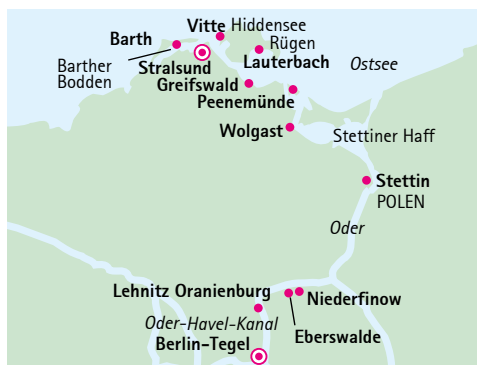 Vitte Hiddensee
Barth
Rügen
Barther
Bodden
Stralsund
Lauterbach
Ostsee
Greifswald
Peenemünde
Wolgast
Stettiner Haff
Stettin
POLEN
Oder
Lehnitz Oranienburg
Niederfinow
Oder-Havel-Kanal
Eberswalde
Berlin-Tegel